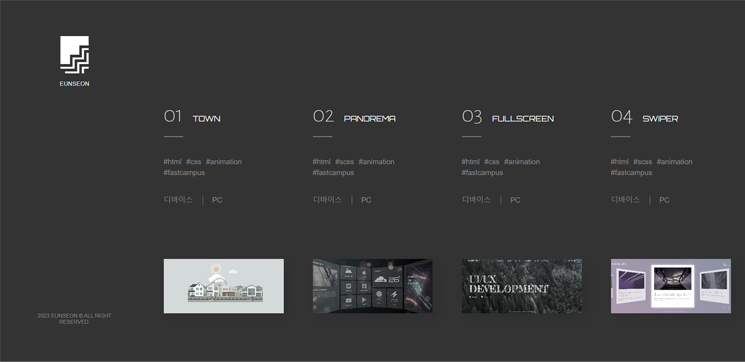 EUNSEON
01 TOWN
#html #css #animation
#fastcampus
디바이스 | PC
02 PANOREMA
#html #scss #animation
#fastcampus
디바이스 | PC
03 FULLSCREEN
#html #css #animation
#fastcampus
디바이스 | PC
UI/UX
DEVELOPMENT
04 SWIPER
#html #scss #animation
#fastcampus
디바이스 | PC
2023 EUNSEON © ALL RIGHT
RESERVED.